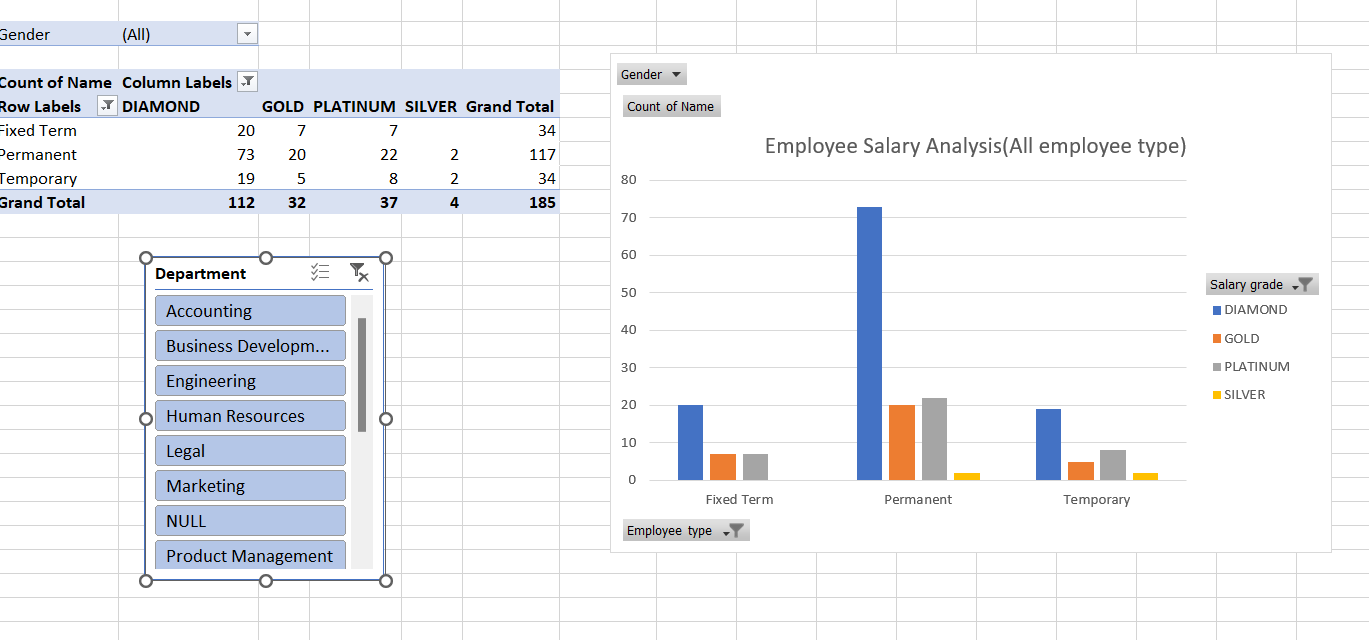 Gender (All)
Count of Name Column Labels
Row Labels DIAMOND GOLD PLATINUM SILVER Grand Total
Fixed Term 20 7 7 34
Permanent 73 20 22 2 117
Temporary 19 5 8 2 34
Grand Total 112 32 37 4 185
Department
Accounting
Business Developm...
Engineering
Human Resources
Legal
Marketing
NULL
Product Management
Gender
Count of Name
Employee Salary Analysis(All employee type)
80
70
60
50
40
30
20
10
0
Fixed Term Permanent Temporary
Employee type
Salary grade
DIAMOND
GOLD
PLATINUM
SILVER